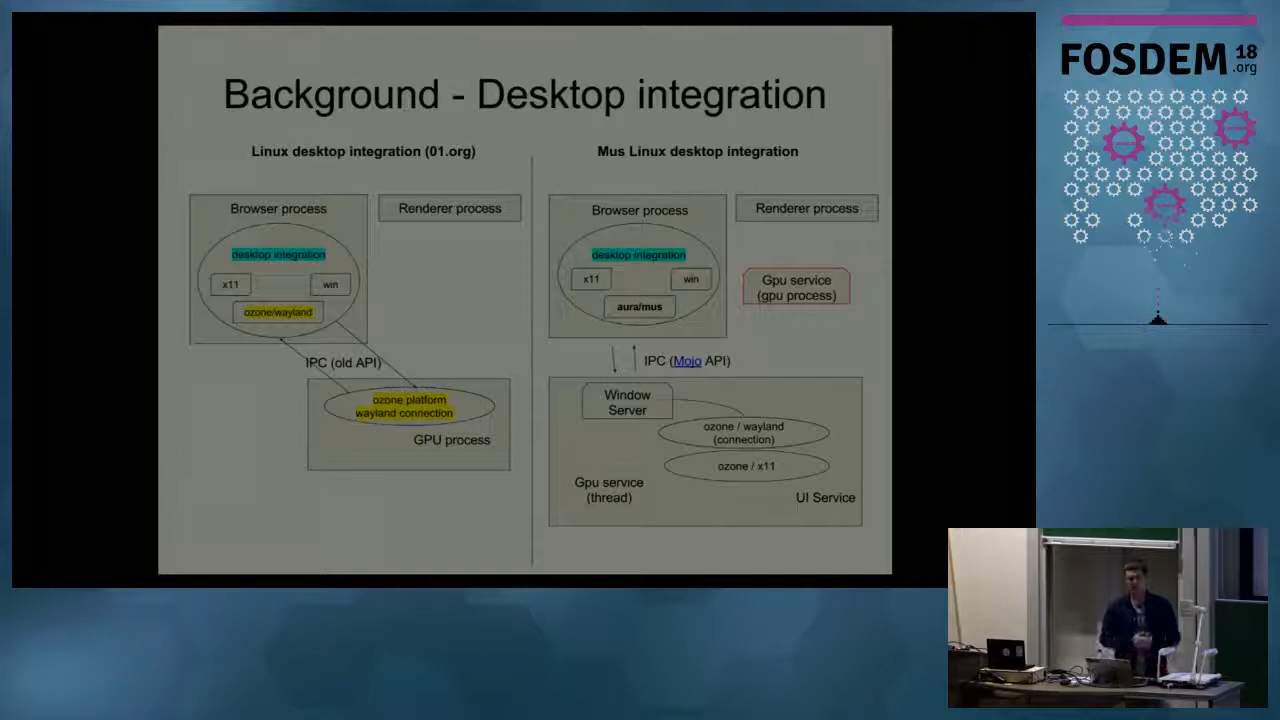 Background - Desktop integration
Linux desktop integration (01.org)
Browser process
Renderer process
desktop integration
x11
win
ozone/wayland
IPC (old API)
ozone platform
wayland connection
GPU process
Mus Linux desktop integration
Browser process
Renderer process
desktop integration
x11
win
aura/mus
Gpu service
(gpu process)
IPC (Mojo API)
Window
Server
ozone / wayland
(connection)
ozone / x11
Gpu service
(thread)
UI Service
FOSDEM 18
.org